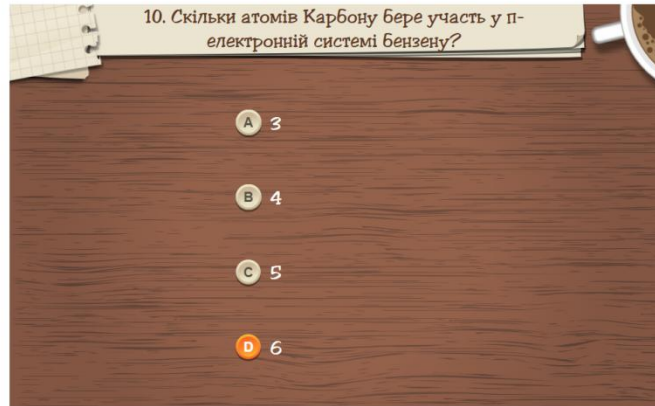 10. Скільки атомів Карбону бере участь у π-
електронній системі бензену?
A 3
B 4
C 5
D 6